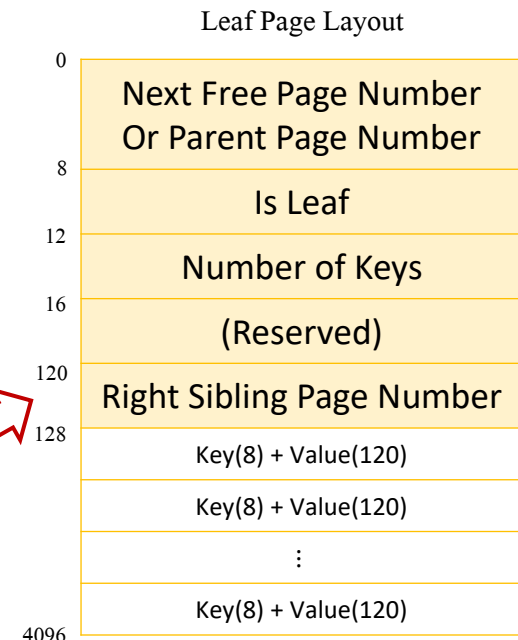 Leaf Page Layout
0
Next Free Page Number
Or Parent Page Number
8
Is Leaf
12
Number of Keys
16
(Reserved)
120
Right Sibling Page Number
128
Key(8) + Value(120)
Key(8) + Value(120)
⋮
Key(8) + Value(120)
4096